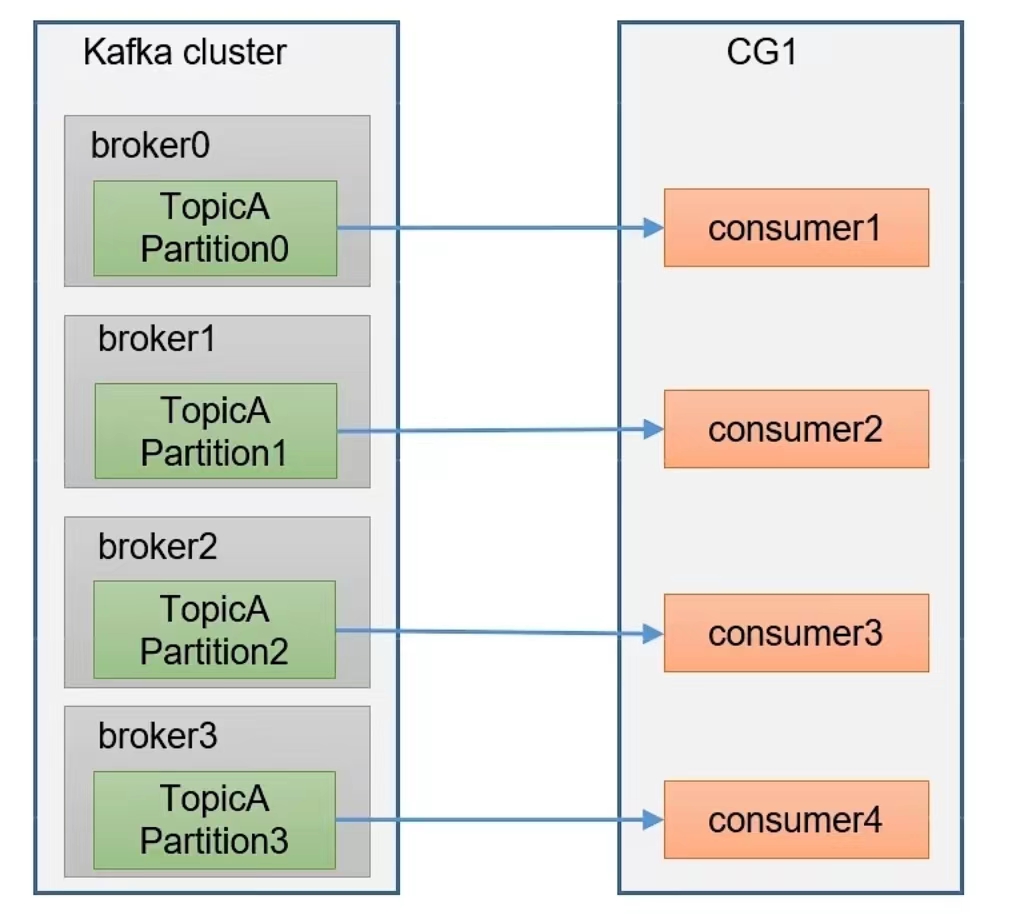 Kafka cluster
broker0
TopicA
Partition0
broker1
TopicA
Partition1
broker2
TopicA
Partition2
broker3
TopicA
Partition3
CG1
consumer1
consumer2
consumer3
consumer4